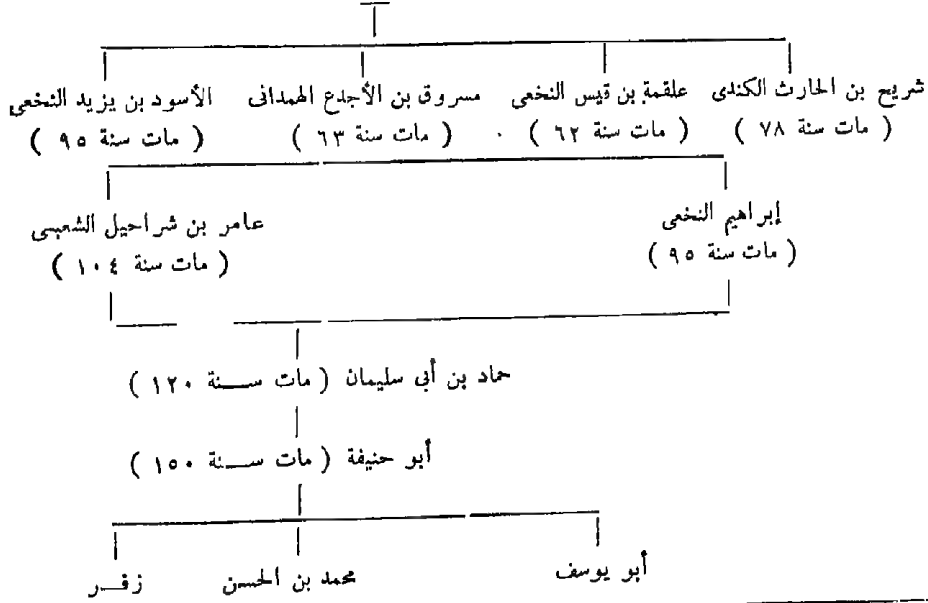 شريح بن الحارث الكندى علقمة بن قيس النخعى مسروق بن الأجدع الهمدانى الأسود بن يزيد النخعى
( مات سنة ٧٨ ) ( مات سنة ٦٢ ) ( مات سنة ٦٣ ) ( مات سنة ٩٥ )
إبراهيم النخعى عامر بن شراحيل الشعبى
( مات سنة ٩٥ ) ( مات سنة ١٠٤ )
حماد بن أبى سليمان ( مات سنة ١٢٠ )
أبو حنيفة ( مات سنة ١٥٠ )
أبو يوسف محمد بن الحسن زفر